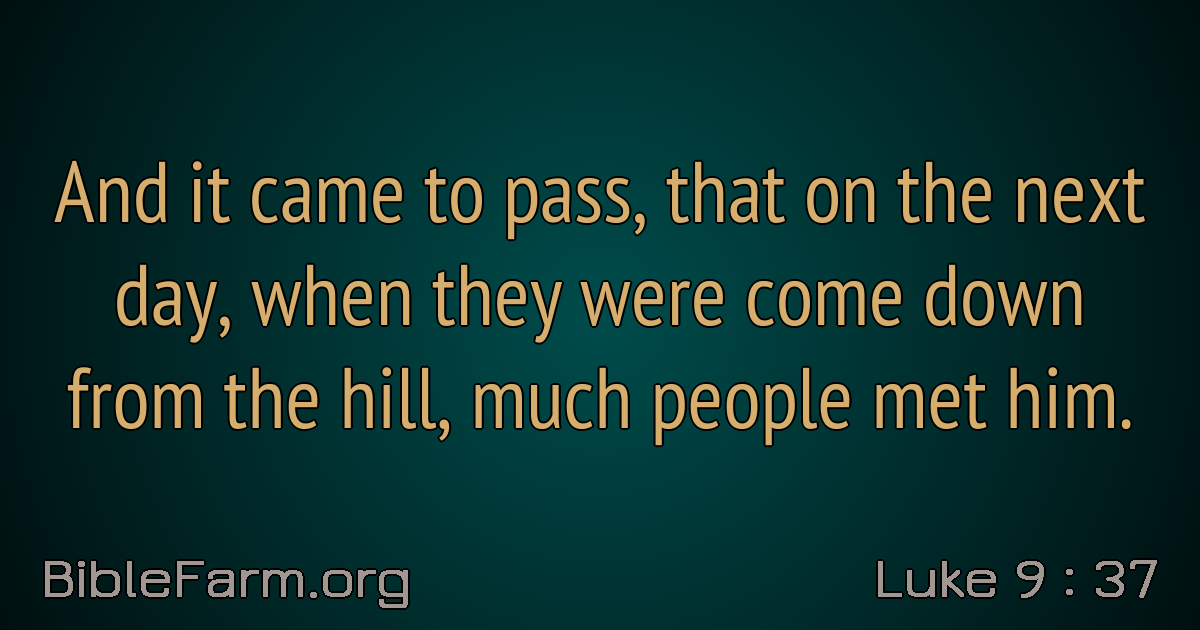 And it came to pass, that on the next
day, when they were come down
from the hill, much people met him.
BibleFarm.org
Luke 9 : 37